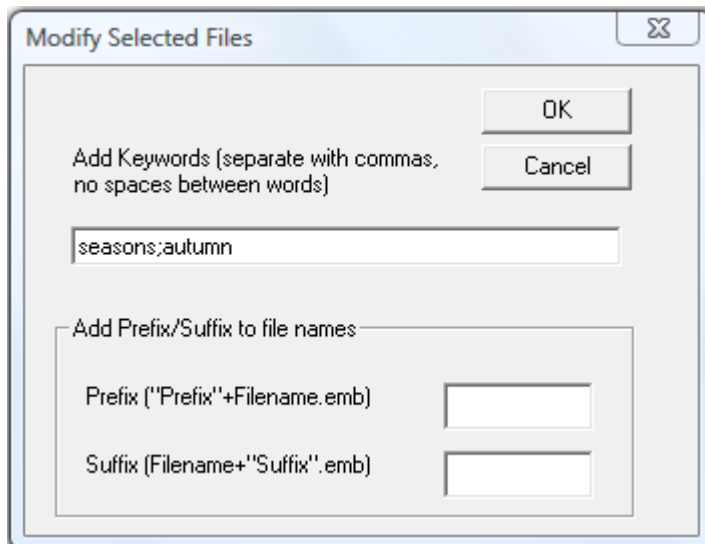 Modify Selected Files
OK
Add Keywords (separate with commas,
no spaces between words)
Cancel
seasons;autumn
Add Prefix/Suffix to file names
Prefix ("Prefix"+Filename.emb)
Suffix (Filename+"Suffix".emb)